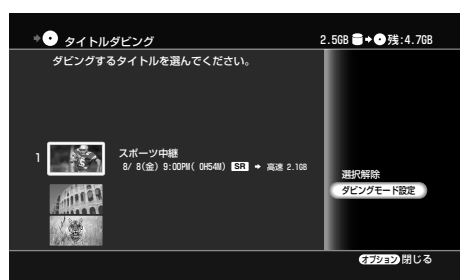 タイトルダビング
2.5GB 残:4.7GB
ダビングするタイトルを選んでください。
1
スポーツ中継
8/ 8(金) 9:00PM( 0H54M) SR 高速 2.1GB
選択解除
ダビングモード設定
オプション 閉じる